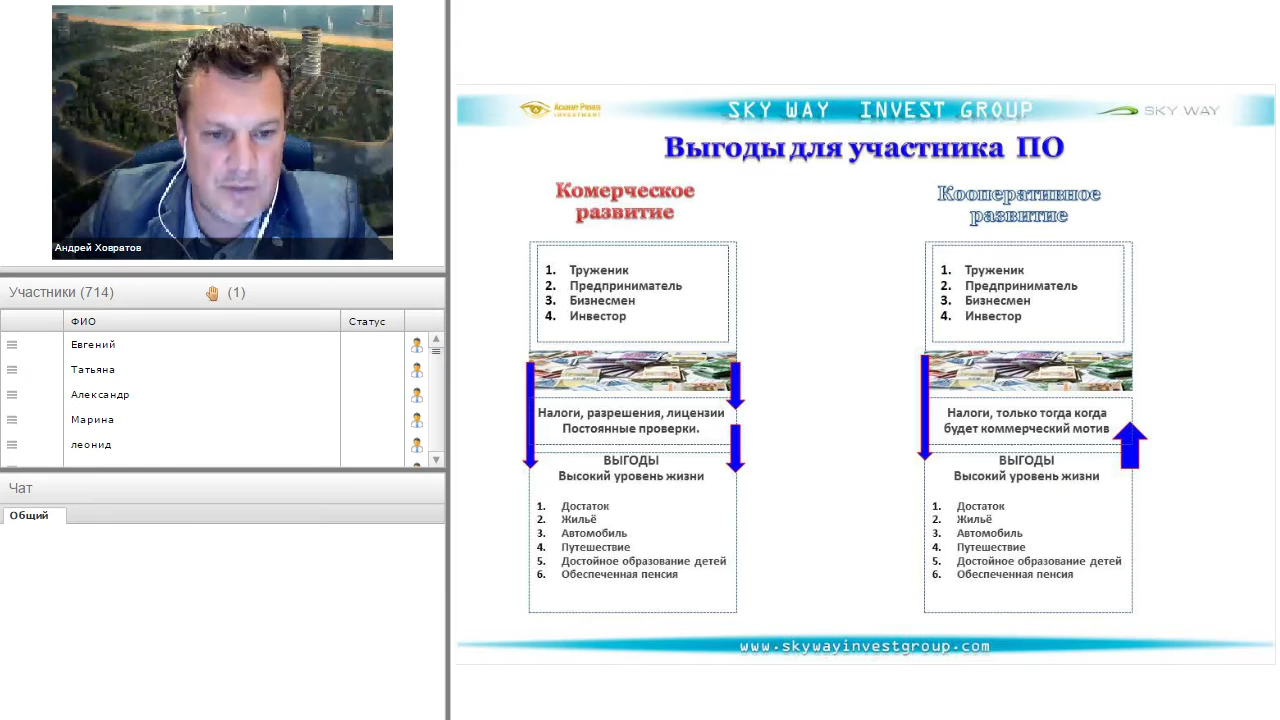 Андрей Ховратов
Участники (714)
(1)
ФИО
Статус
Евгений
Татьяна
Александр
Марина
леонид
Чат
Общий
INVESTMENT
SKY WAY INVEST GROUP
SKY WAY
Выгоды для участника ПО
Комерческое
развитие
1. Труженик
2. Предприниматель
3. Бизнесмен
4. Инвестор
Налоги, разрешения, лицензии
Постоянные проверки.
ВЫГОДЫ
Высокий уровень жизни
1. Достаток
2. Жильё
3. Автомобиль
4. Путешествие
5. Достойное образование детей
6. Обеспеченная пенсия
Кооперативное
развитие
1. Труженик
2. Предприниматель
3. Бизнесмен
4. Инвестор
Налоги, только тогда когда
будет коммерческий мотив
ВЫГОДЫ
Высокий уровень жизни
1. Достаток
2. Жильё
3. Автомобиль
4. Путешествие
5. Достойное образование детей
6. Обеспеченная пенсия
www.skywayinvestgroup.com